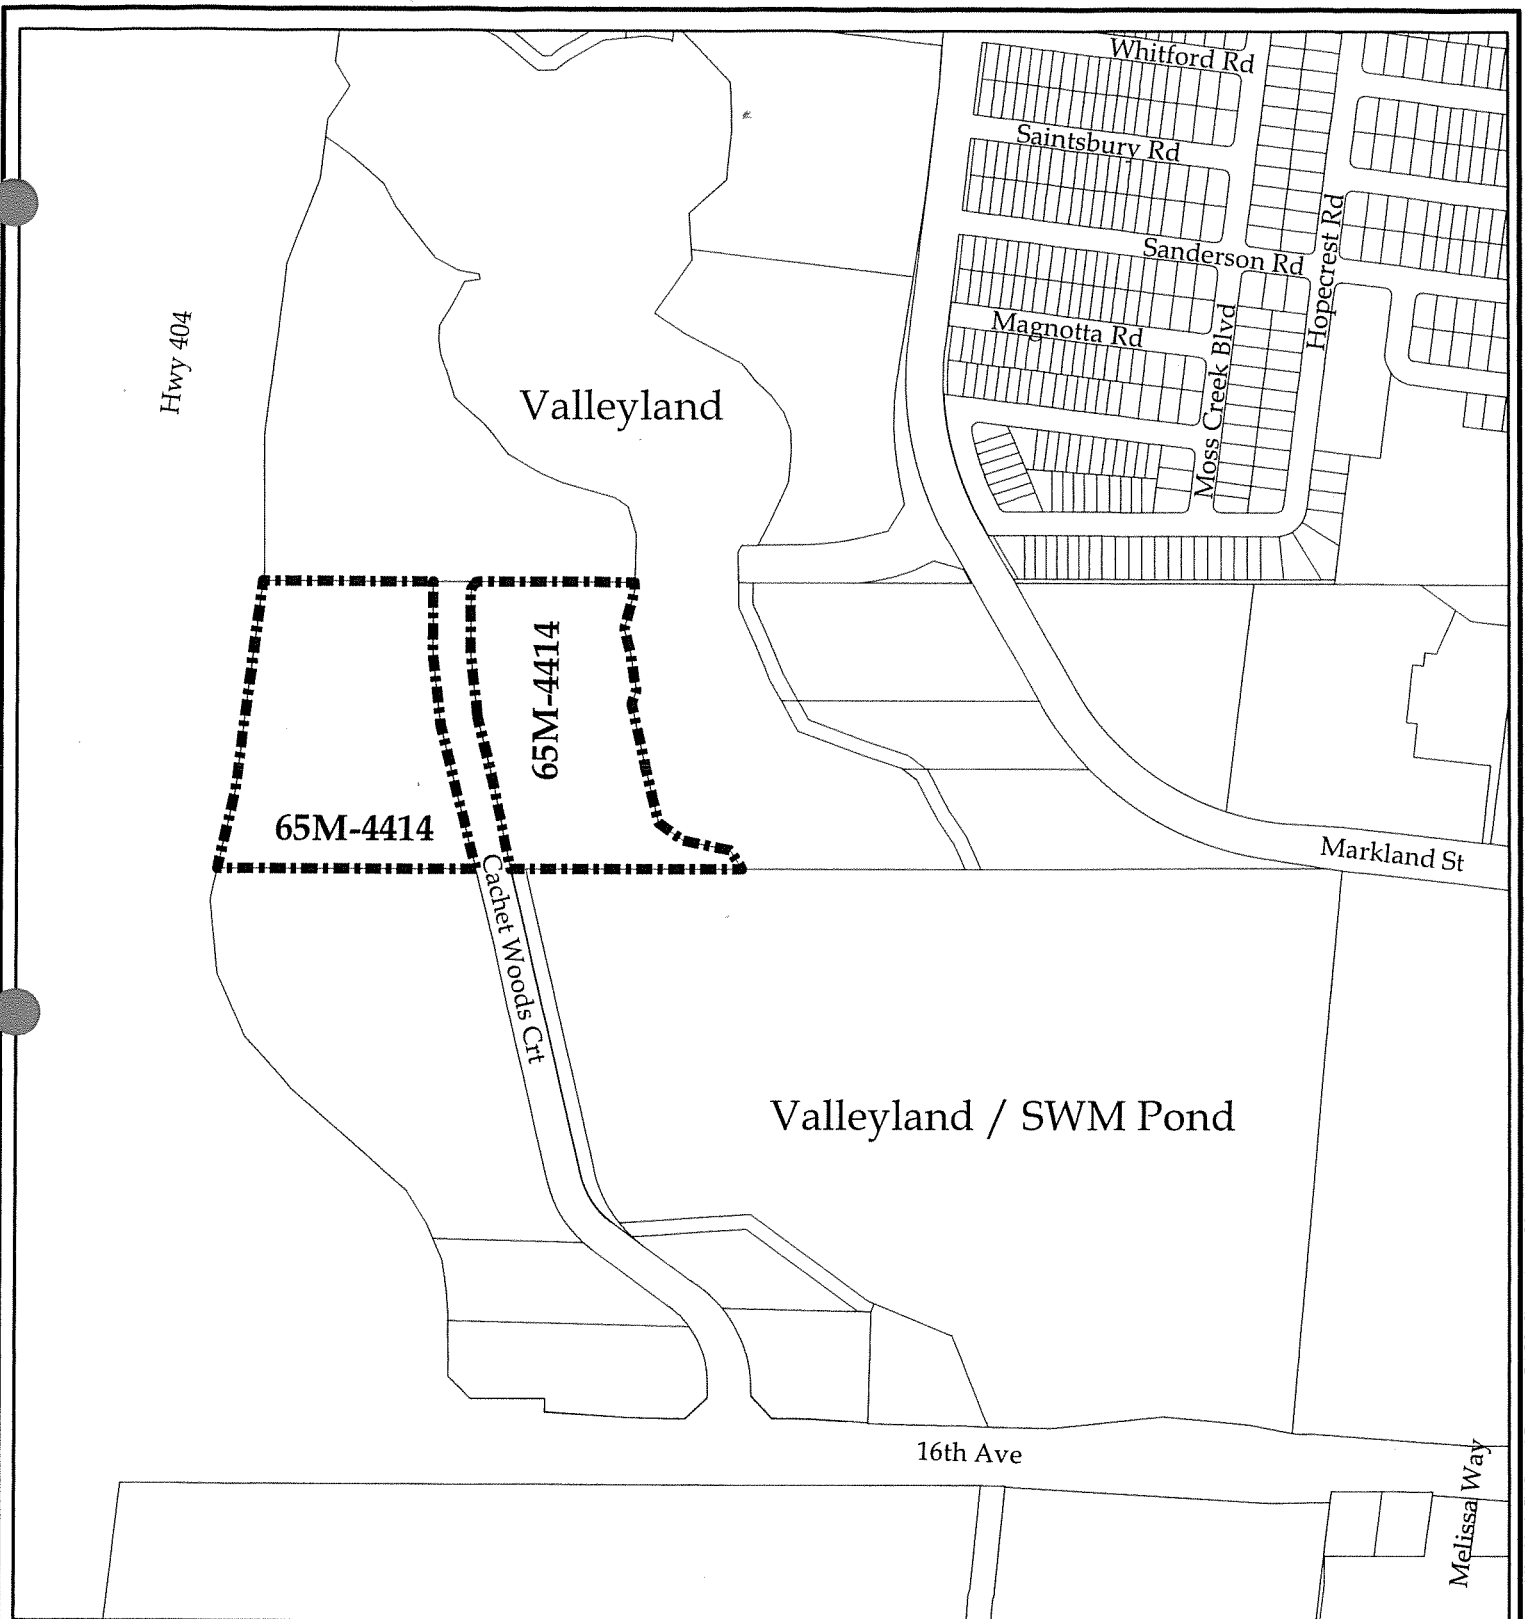 Whitford Rd
Saintsbury Rd
Sanderson Rd
Hopecrest Rd
Magnotta Rd
Moss Creek Blvd
Hwy 404
Valleyland
65M-4414
65M-4414
Markland St
Cachet Woods Crt
Valleyland / SWM Pond
16th Ave
Melissa Way